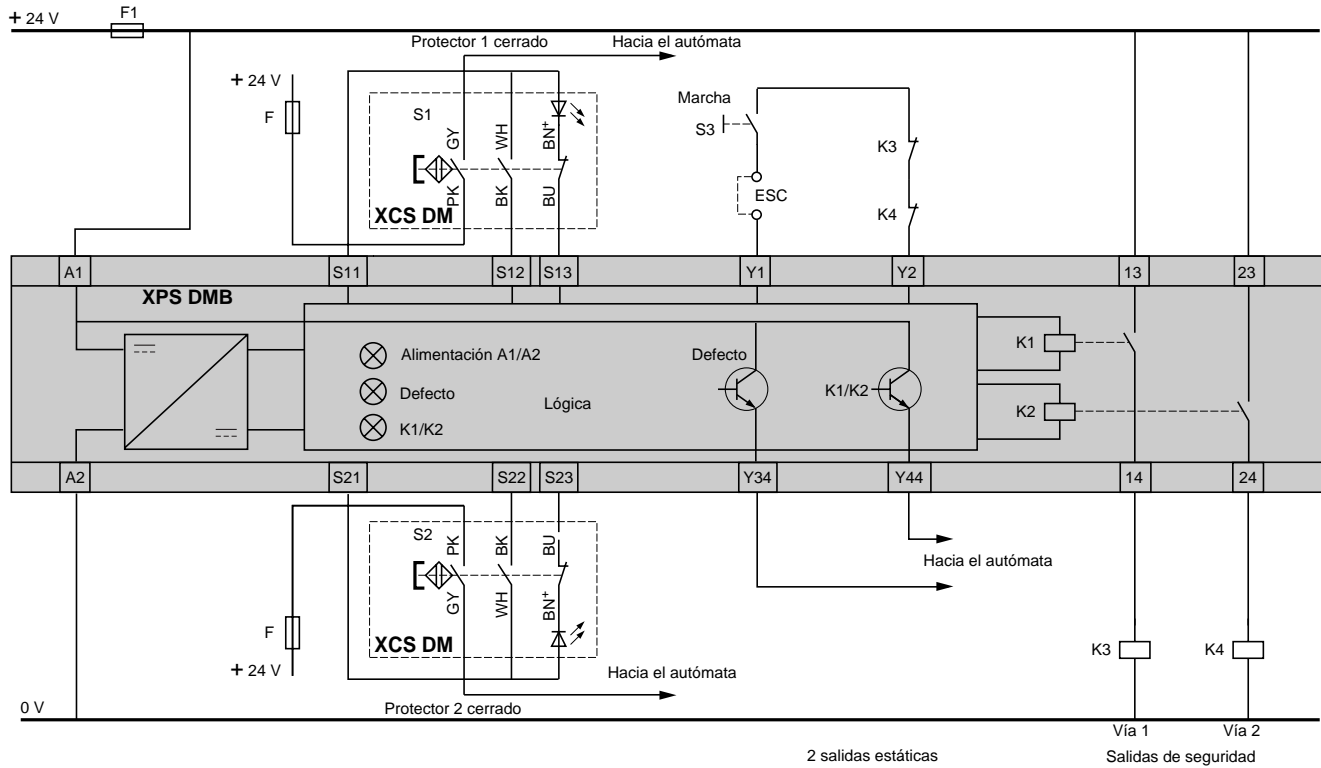 + 24 V
F1
Protector 1 cerrado
Hacia el autómata
+ 24 V
F
S1
GY
WH
BN+
PK
BK
BU
XCS DM
Marcha
S3
ESC
K3
K4
A1
S11
S12
S13
Y1
Y2
13
23
XPS DMB
Alimentación A1/A2
Defecto
K1/K2
Lógica
Defecto
K1/K2
K1
K2
A2
S21
S22
S23
Y34
Y44
14
24
S2
PK
BK
BU
GY
WH
BN+
XCS DM
F
+ 24 V
Hacia el autómata
Hacia el autómata
Protector 2 cerrado
K3
K4
0 V
Vía 1
Vía 2
2 salidas estáticas
Salidas de seguridad